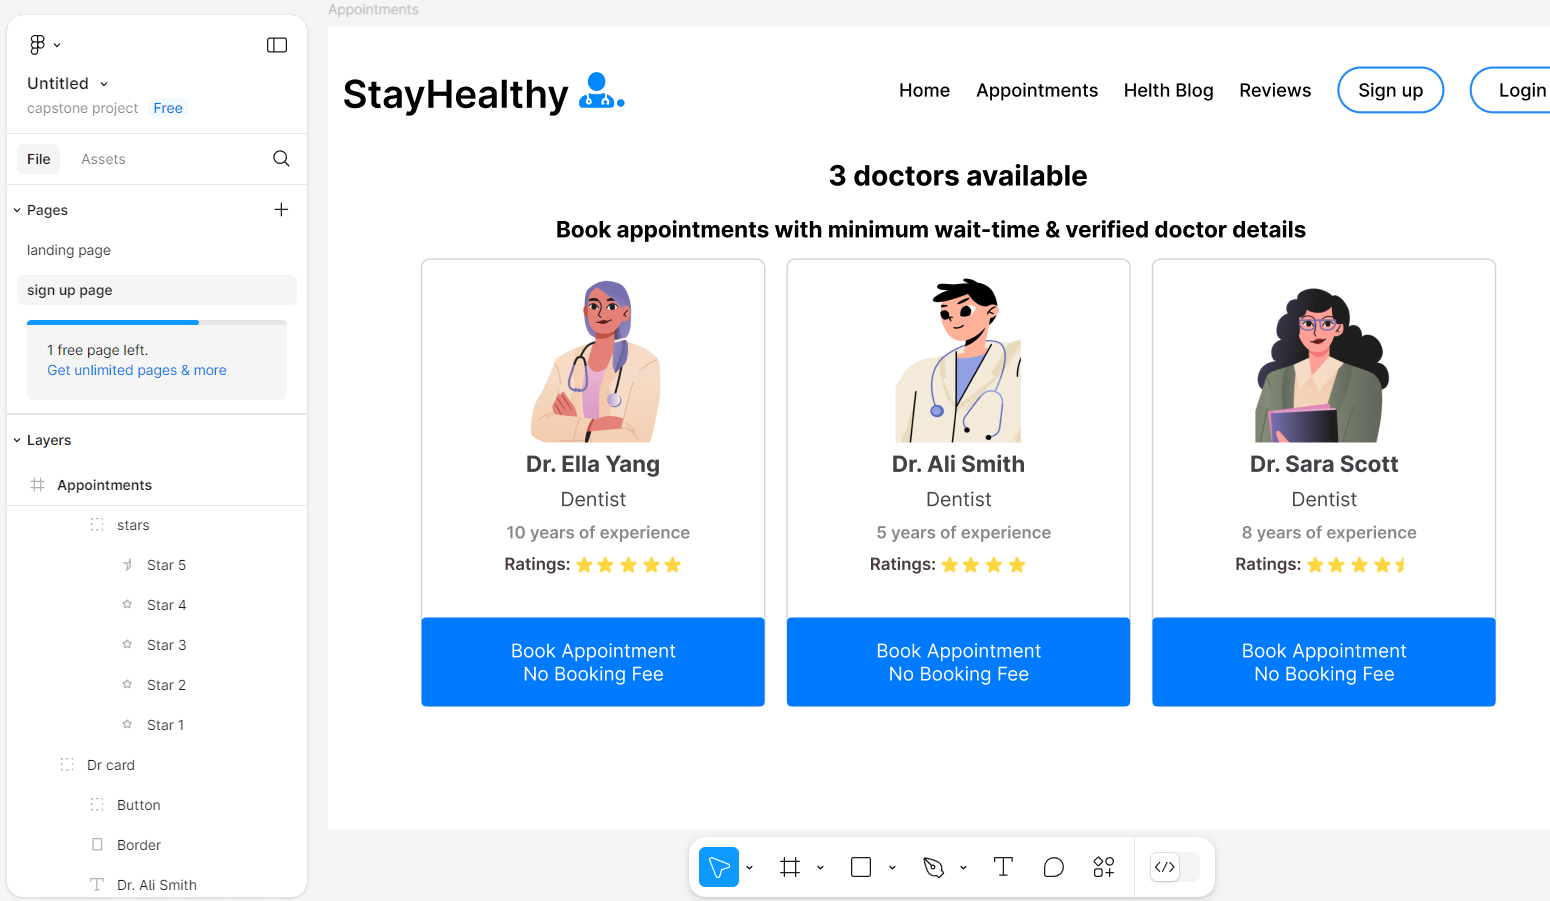 Appointments
Untitled
capstone project Free
File Assets
Pages
landing page
sign up page
1 free page left.
Get unlimited pages & more
Layers
Appointments
stars
Star 5
Star 4
Star 3
Star 2
Star 1
Dr card
Button
Border
Dr. Ali Smith
StayHealthy
Home Appointments Helth Blog Reviews Sign up Login
3 doctors available
Book appointments with minimum wait-time & verified doctor details
Dr. Ella Yang
Dentist
10 years of experience
Ratings:
Book Appointment
No Booking Fee
Dr. Ali Smith
Dentist
5 years of experience
Ratings:
Book Appointment
No Booking Fee
Dr. Sara Scott
Dentist
8 years of experience
Ratings:
Book Appointment
No Booking Fee